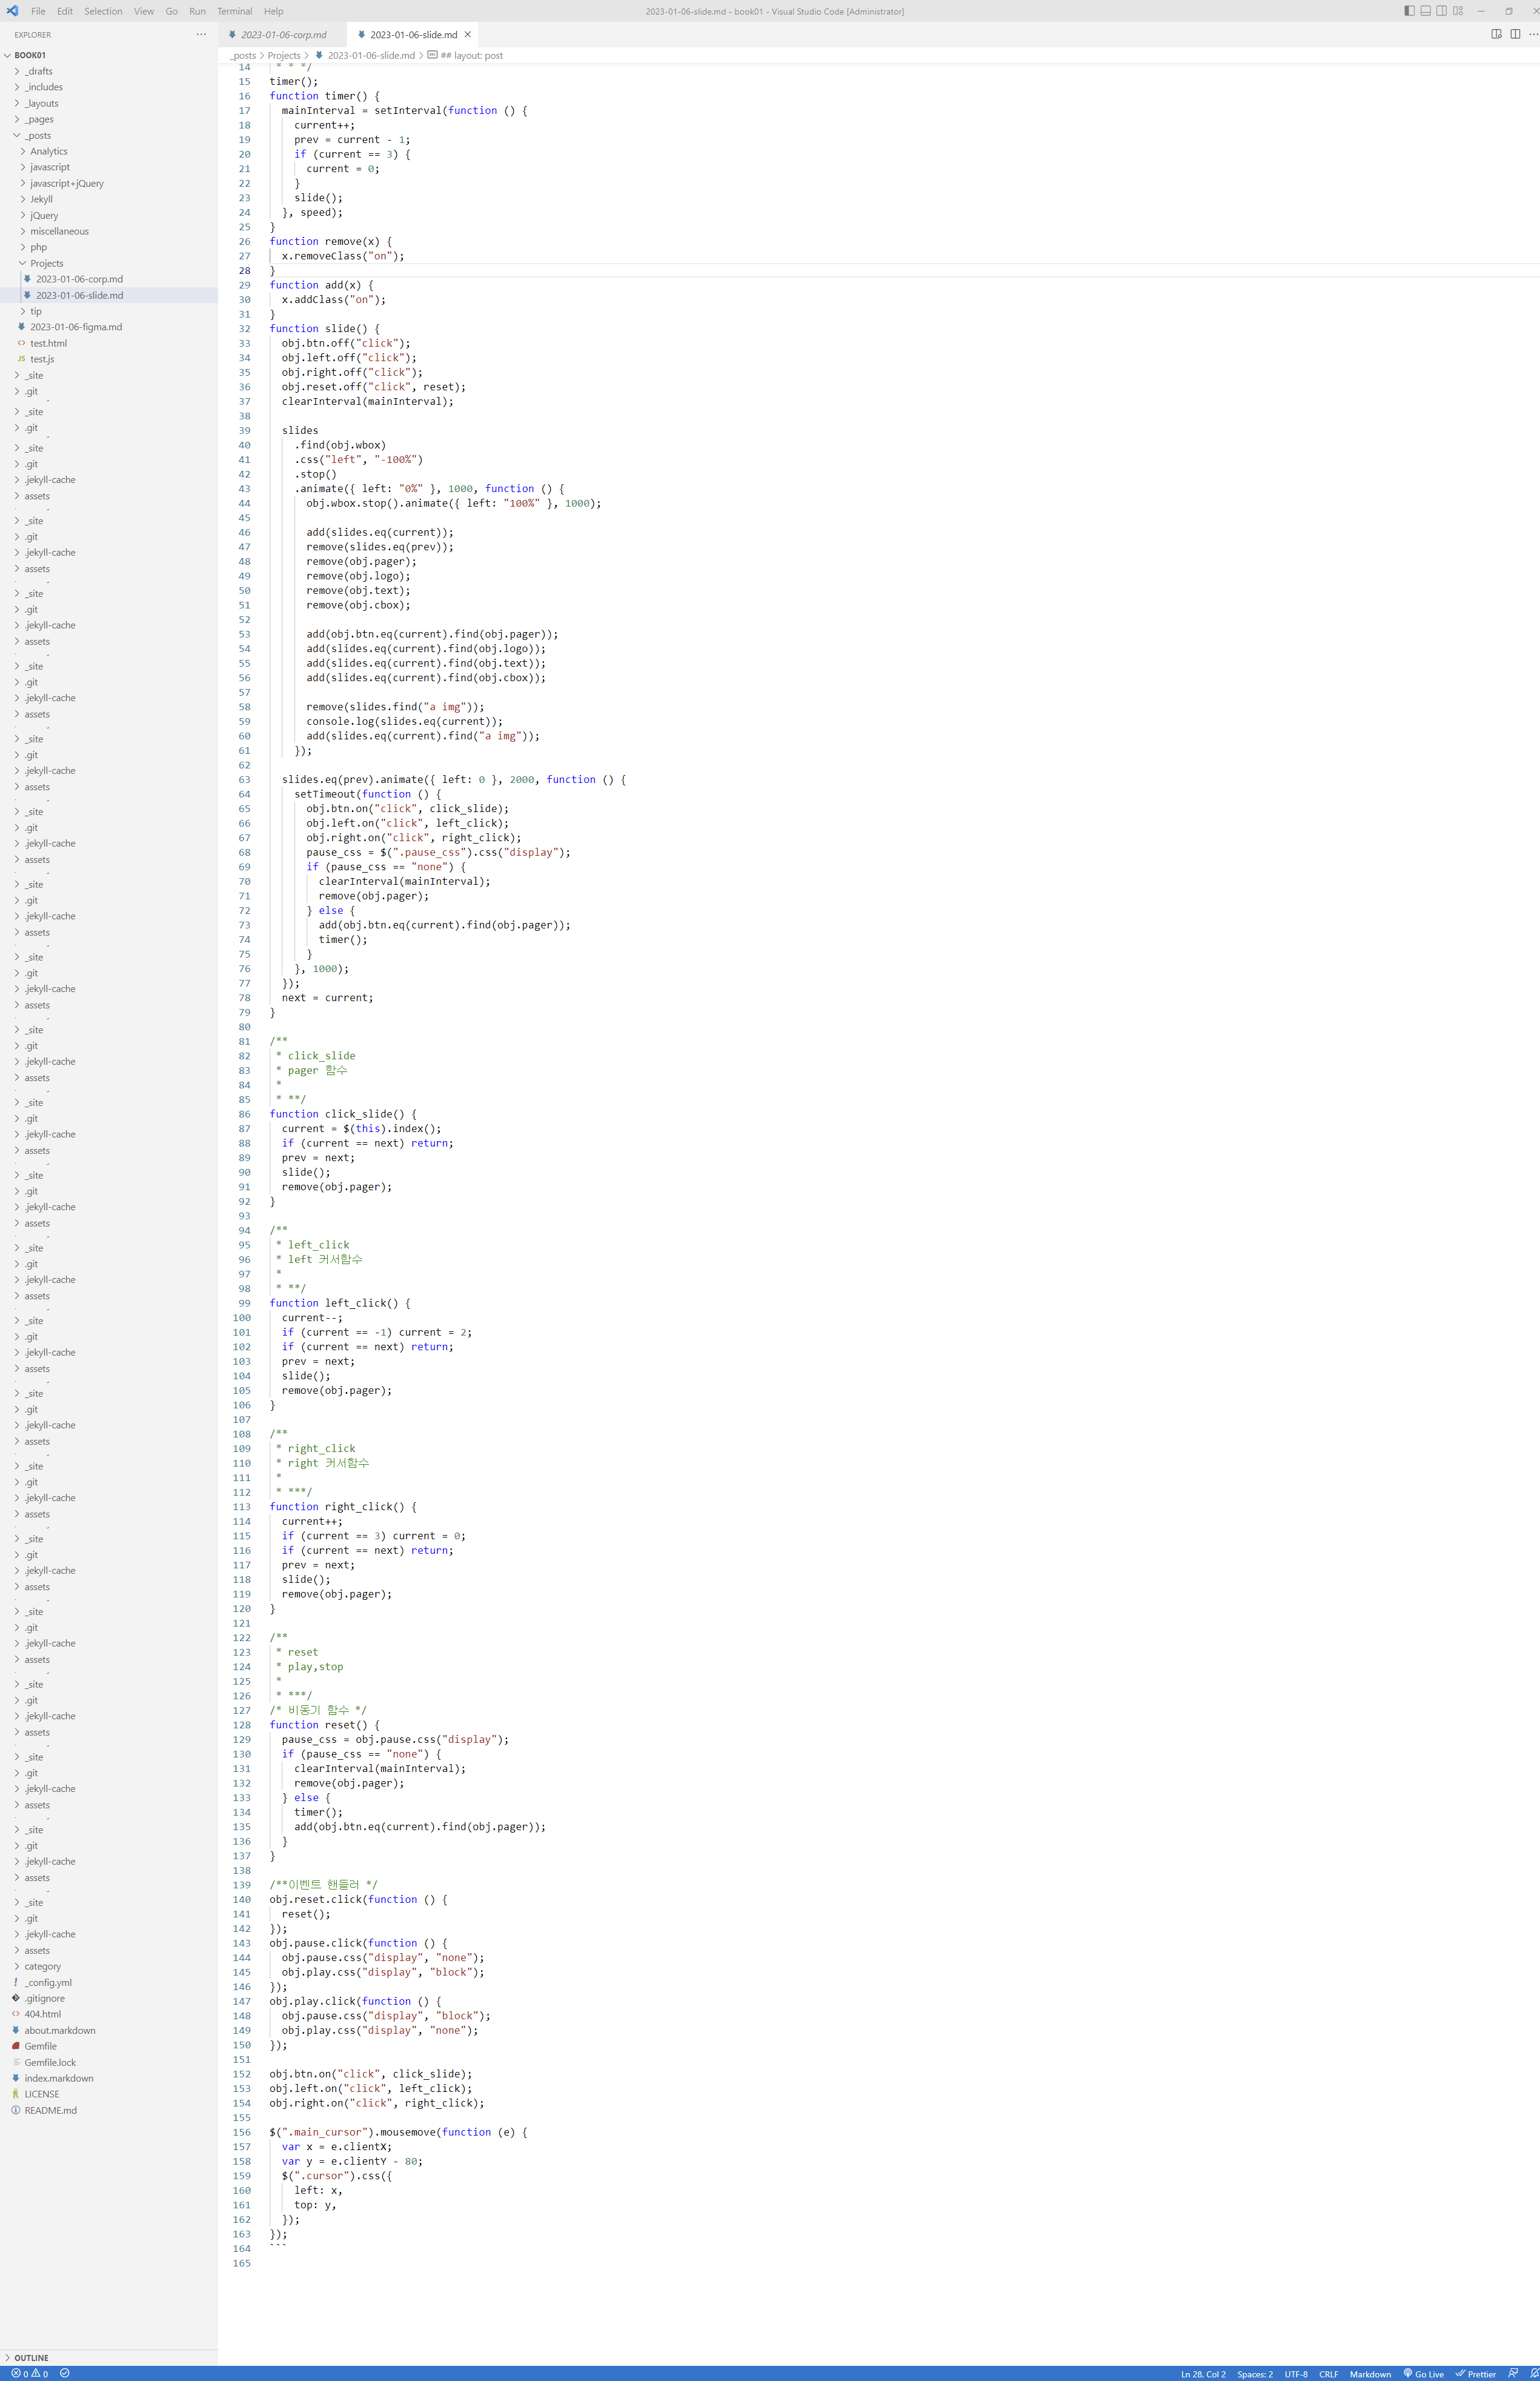 File Edit Selection View Go Run Terminal Help
2023-01-06-slide.md - book01 - Visual Studio Code [Administrator]
EXPLORER
BOOK01
_drafts
_includes
_layouts
_pages
_posts
Analytics
javascript
javascript+jQuery
Jekyll
jQuery
miscellaneous
php
Projects
2023-01-06-corp.md
2023-01-06-slide.md
tip
2023-01-06-figma.md
test.html
JS test.js
_site
.git
_site
.git
_site
.git
.jekyll-cache
assets
_site
.git
.jekyll-cache
assets
_site
.git
.jekyll-cache
assets
_site
.git
.jekyll-cache
assets
_site
.git
.jekyll-cache
assets
_site
.git
.jekyll-cache
assets
_site
.git
.jekyll-cache
assets
_site
.git
.jekyll-cache
assets
_site
.git
.jekyll-cache
assets
_site
.git
.jekyll-cache
assets
_site
.git
.jekyll-cache
assets
_site
.git
.jekyll-cache
assets
_site
.git
.jekyll-cache
assets
_site
.git
.jekyll-cache
assets
_site
.git
.jekyll-cache
assets
_site
.git
.jekyll-cache
assets
_site
.git
.jekyll-cache
assets
_site
.git
.jekyll-cache
assets
_site
.git
.jekyll-cache
assets
_site
.git
.jekyll-cache
assets
_site
.git
.jekyll-cache
assets
category
! _config.yml
.gitignore
404.html
about.markdown
Gemfile
Gemfile.lock
index.markdown
LICENSE
README.md
OUTLINE
2023-01-06-corp.md 2023-01-06-slide.md
_posts > Projects > 2023-01-06-slide.md > ## layout: post
14 * * */
15 timer();
16 function timer() {
17 mainInterval = setInterval(function () {
18 current++;
19 prev = current - 1;
20 if (current == 3) {
21 current = 0;
22 }
23 slide();
24 }, speed);
25 }
26 function remove(x) {
27 x.removeClass("on");
28 }
29 function add(x) {
30 x.addClass("on");
31 }
32 function slide() {
33 obj.btn.off("click");
34 obj.left.off("click");
35 obj.right.off("click");
36 obj.reset.off("click", reset);
37 clearInterval(mainInterval);
38
39 slides
40 .find(obj.wbox)
41 .css("left", "-100%")
42 .stop()
43 .animate({ left: "0%" }, 1000, function () {
44 obj.wbox.stop().animate({ left: "100%" }, 1000);
45
46 add(slides.eq(current));
47 remove(slides.eq(prev));
48 remove(obj.pager);
49 remove(obj.logo);
50 remove(obj.text);
51 remove(obj.cbox);
52
53 add(obj.btn.eq(current).find(obj.pager));
54 add(slides.eq(current).find(obj.logo));
55 add(slides.eq(current).find(obj.text));
56 add(slides.eq(current).find(obj.cbox));
57
58 remove(slides.find("a img"));
59 console.log(slides.eq(current));
60 add(slides.eq(current).find("a img"));
61 });
62
63 slides.eq(prev).animate({ left: 0 }, 2000, function () {
64 setTimeout(function () {
65 obj.btn.on("click", click_slide);
66 obj.left.on("click", left_click);
67 obj.right.on("click", right_click);
68 pause_css = $(".pause_css").css("display");
69 if (pause_css == "none") {
70 clearInterval(mainInterval);
71 remove(obj.pager);
72 } else {
73 add(obj.btn.eq(current).find(obj.pager));
74 timer();
75 }
76 }, 1000);
77 });
78 next = current;
79 }
80
81 /**
82 * click_slide
83 * pager 함수
84 *
85 * **/
86 function click_slide() {
87 current = $(this).index();
88 if (current == next) return;
89 prev = next;
90 slide();
91 remove(obj.pager);
92 }
93
94 /**
95 * left_click
96 * left 커서함수
97 *
98 * **/
99 function left_click() {
100 current--;
101 if (current == -1) current = 2;
102 if (current == next) return;
103 prev = next;
104 slide();
105 remove(obj.pager);
106 }
107
108 /**
109 * right_click
110 * right 커서함수
111 *
112 * ***/
113 function right_click() {
114 current++;
115 if (current == 3) current = 0;
116 if (current == next) return;
117 prev = next;
118 slide();
119 remove(obj.pager);
120 }
121
122 /**
123 * reset
124 * play,stop
125 *
126 * ***/
127 /* 비동기 함수 */
128 function reset() {
129 pause_css = obj.pause.css("display");
130 if (pause_css == "none") {
131 clearInterval(mainInterval);
132 remove(obj.pager);
133 } else {
134 timer();
135 add(obj.btn.eq(current).find(obj.pager));
136 }
137 }
138
139 /**이벤트 핸들러 */
140 obj.reset.click(function () {
141 reset();
142 });
143 obj.pause.click(function () {
144 obj.pause.css("display", "none");
145 obj.play.css("display", "block");
146 });
147 obj.play.click(function () {
148 obj.pause.css("display", "block");
149 obj.play.css("display", "none");
150 });
151
152 obj.btn.on("click", click_slide);
153 obj.left.on("click", left_click);
154 obj.right.on("click", right_click);
155
156 $(".main_cursor").mousemove(function (e) {
157 var x = e.clientX;
158 var y = e.clientY - 80;
159 $(".cursor").css({
160 left: x,
161 top: y,
162 });
163 });
164 ```
165
0 0 Ln 28, Col 2 Spaces: 2 UTF-8 CRLF Markdown Go Live Prettier